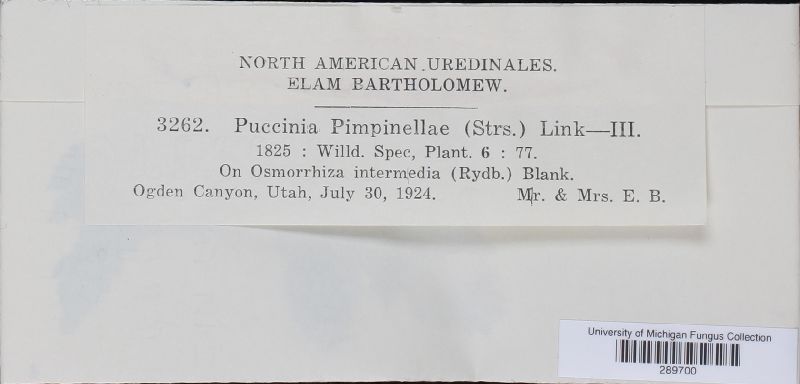 NORTH AMERICAN UREDINALES.
ELAM BARTHOLOMEW.
3262. Puccinia Pimpinellae (Strs.) Link—III.
1825 : Willd. Spec, Plant. 6 : 77.
On Osmorrhiza intermedia (Rydb.) Blank.
Ogden Canyon, Utah, July 30, 1924. Mr. & Mrs. E. B.
University of Michigan Fungus Collection
289700